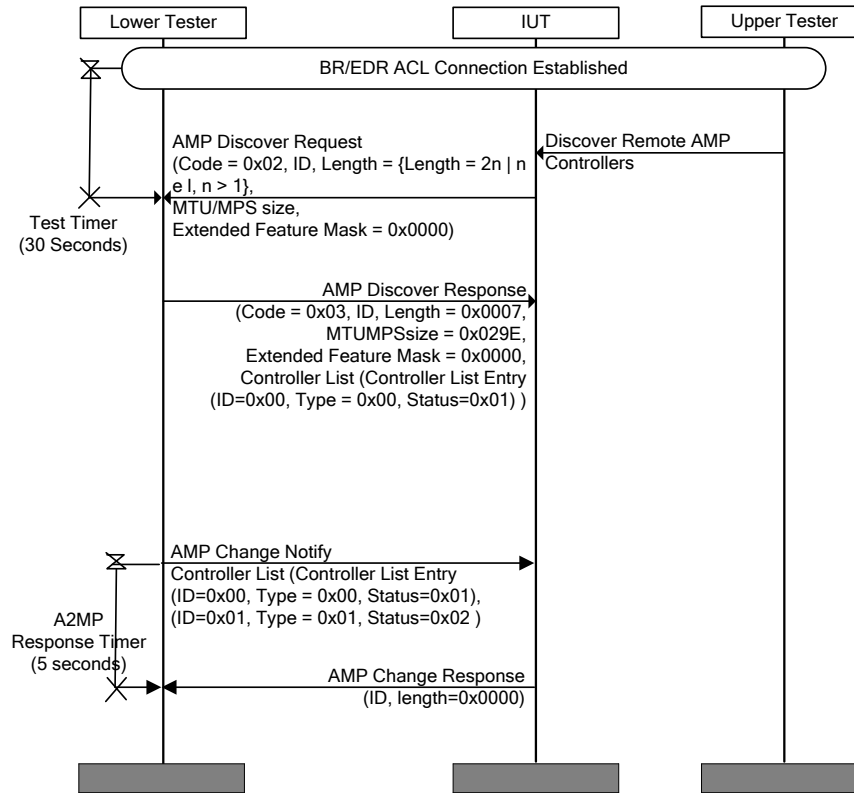 Lower Tester
IUT
Upper Tester
BR/EDR ACL Connection Established
AMP Discover Request
(Code = 0x02, ID, Length = {Length = 2n | n
e I, n > 1},
MTU/MPS size,
Extended Feature Mask = 0x0000)
Discover Remote AMP
Controllers
Test Timer
(30 Seconds)
AMP Discover Response
(Code = 0x03, ID, Length = 0x0007,
MTUMPSsize = 0x029E,
Extended Feature Mask = 0x0000,
Controller List (Controller List Entry
(ID=0x00, Type = 0x00, Status=0x01) )
AMP Change Notify
Controller List (Controller List Entry
(ID=0x00, Type = 0x00, Status=0x01),
(ID=0x01, Type = 0x01, Status=0x02 )
A2MP
Response Timer
(5 seconds)
AMP Change Response
(ID, length=0x0000)